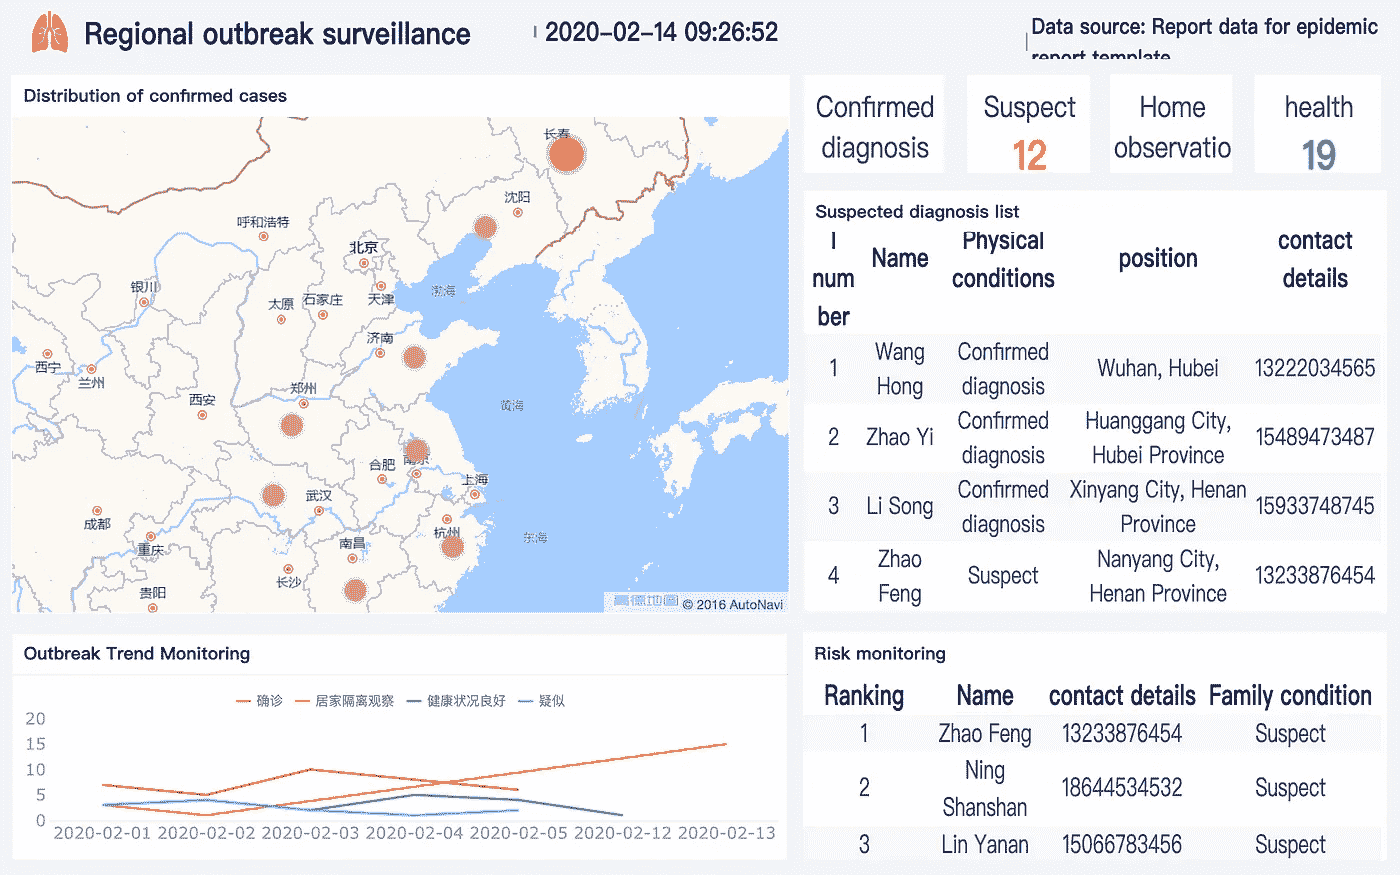 Regional outbreak surveillance
2020-02-14 09:26:52
Data source: Report data for epidemic
report template
Distribution of confirmed cases
长春
沈阳
呼和浩特
北京
银川
太原
石家庄
天津
渤海
济南
西宁
兰州
郑州
西安
黄海
合肥
南京
上海
武汉
成都
重庆
杭州
南昌
东海
长沙
贵阳
高德地图 © 2016 AutoNavi
Confirmed
diagnosis
Suspect
12
Home
observatio
health
19
Suspected diagnosis list
num
ber
Name
Physical
conditions
position
contact
details
1
Wang
Hong
Confirmed
diagnosis
Wuhan, Hubei
13222034565
2
Zhao Yi
Confirmed
diagnosis
Huanggang City,
Hubei Province
15489473487
3
Li Song
Confirmed
diagnosis
Xinyang City, Henan
Province
15933748745
4
Zhao
Feng
Suspect
Nanyang City,
Henan Province
13233876454
Outbreak Trend Monitoring
确诊 居家隔离观察 健康状况良好 疑似
20
15
10
5
0
2020-02-01 2020-02-02 2020-02-03 2020-02-04 2020-02-05 2020-02-12 2020-02-13
Risk monitoring
Ranking Name contact details Family condition
1 Zhao Feng 13233876454 Suspect
2
Ning
Shanshan
18644534532 Suspect
3 Lin Yanan 15066783456 Suspect